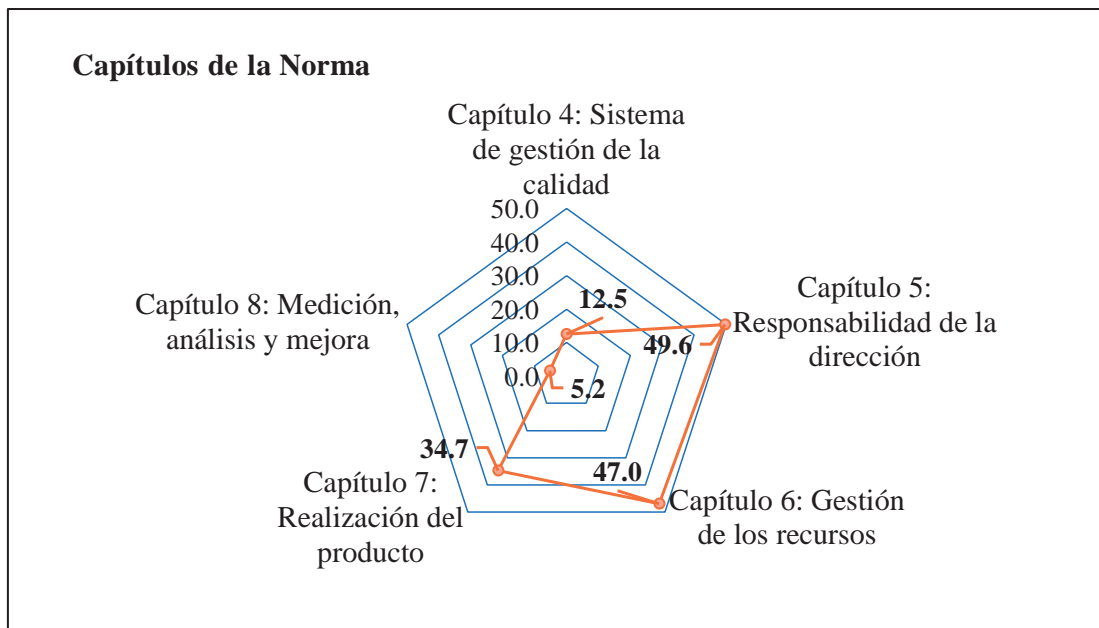 Capítulos de la Norma
Capítulo 4: Sistema
de gestión de la
calidad
50.0
40.0
30.0
20.0
10.0
0.0
12.5
Capítulo 5:
Responsabilidad de la
dirección
49.6
Capítulo 8: Medición,
análisis y mejora
5.2
34.7
47.0
Capítulo 7:
Realización del
producto
Capítulo 6: Gestión
de los recursos